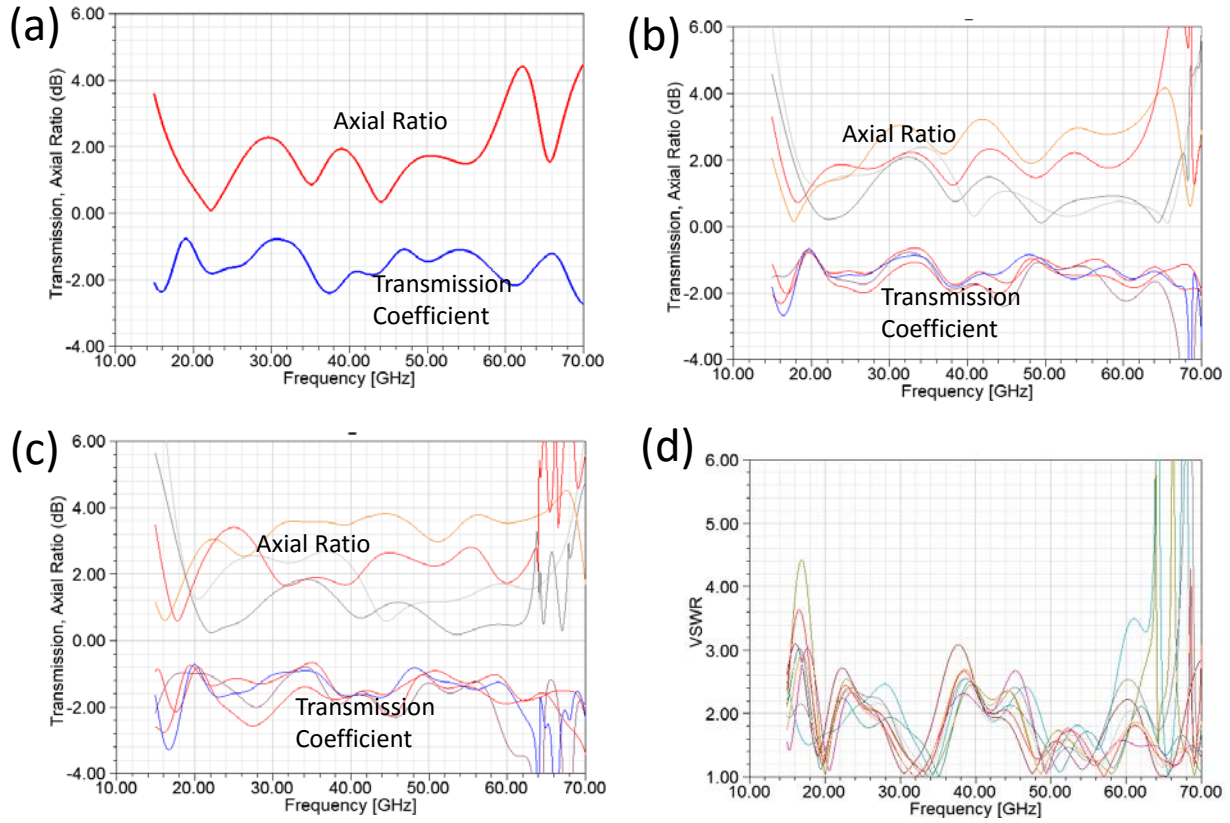 (a)
6.00
4.00
2.00
0.00
-2.00
-4.00
Transmission, Axial Ratio (dB)
Axial Ratio
Transmission
Coefficient
10.00 20.00 30.00 40.00 50.00 60.00 70.00
Frequency [GHz]
(b)
6.00
4.00
2.00
0.00
-2.00
-4.00
Transmission, Axial Ratio (dB)
Axial Ratio
Transmission
Coefficient
10.00 20.00 30.00 40.00 50.00 60.00 70.00
Frequency [GHz]
(c)
6.00
4.00
2.00
0.00
-2.00
-4.00
Transmission, Axial Ratio (dB)
Axial Ratio
Transmission
Coefficient
10.00 20.00 30.00 40.00 50.00 60.00 70.00
Frequency [GHz]
(d)
6.00
5.00
4.00
3.00
2.00
1.00
VSWR
10.00 20.00 30.00 40.00 50.00 60.00 70.00
Frequency [GHz]